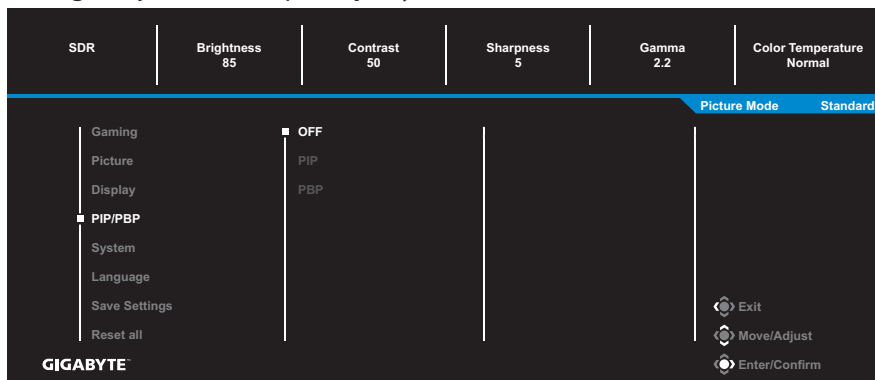 SDR Brightness Contrast Sharpness Gamma Color Temperature
85 50 5 2.2 Normal
Picture Mode Standard
Gaming OFF
Picture PIP
Display PBP
PIP/PBP
System
Language
Save Settings
Exit
Reset all
Move/Adjust
GIGABYTE™
Enter/Confirm